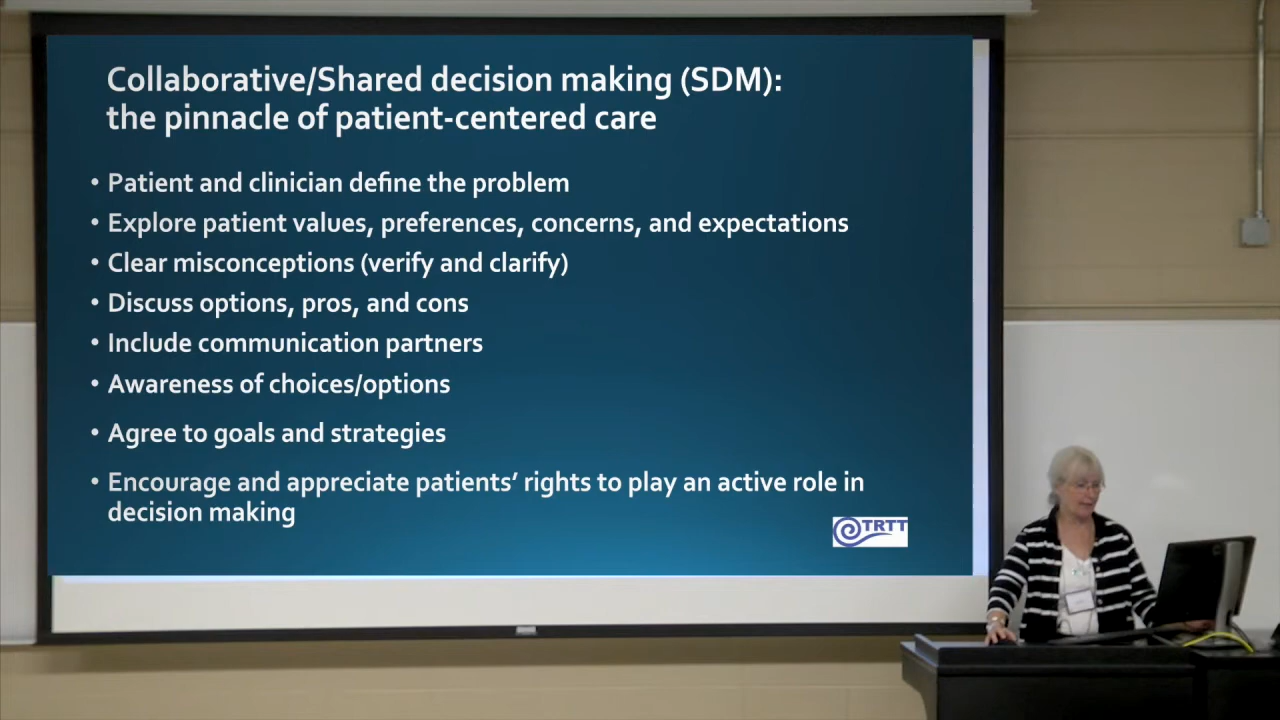 Collaborative/Shared decision making (SDM):
the pinnacle of patient-centered care
• Patient and clinician define the problem
• Explore patient values, preferences, concerns, and expectations
• Clear misconceptions (verify and clarify)
• Discuss options, pros, and cons
• Include communication partners
• Awareness of choices/options
• Agree to goals and strategies
• Encourage and appreciate patients’ rights to play an active role in
decision making
TRTT